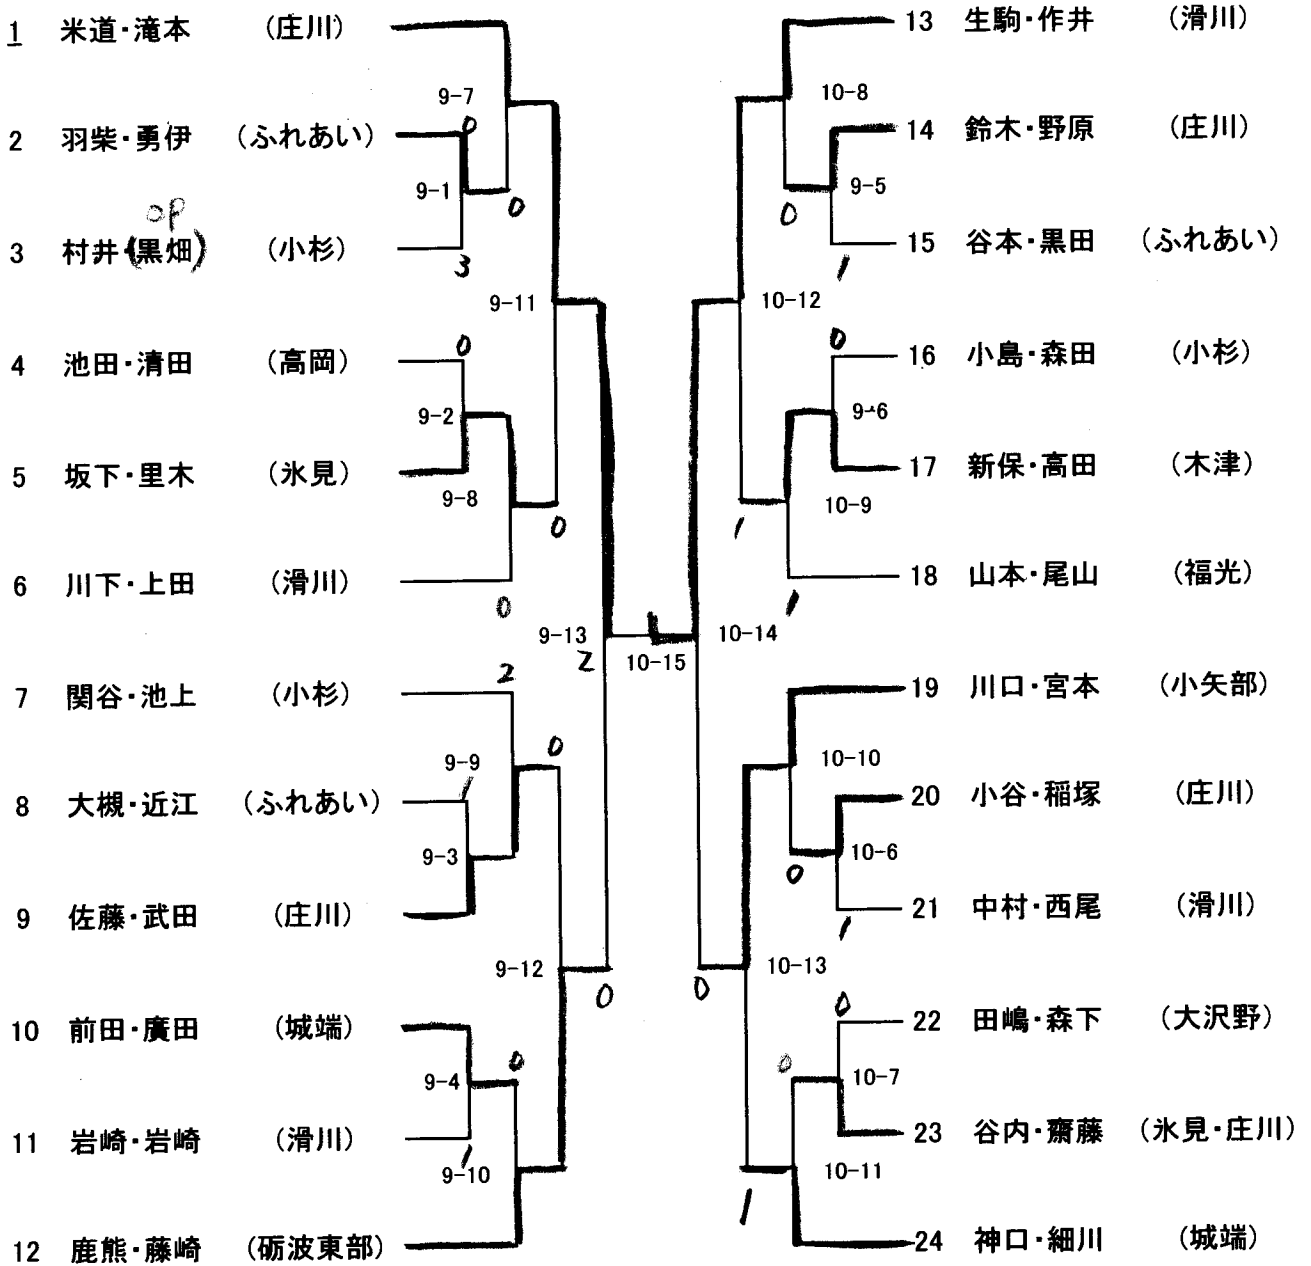 1 米道・滝本 (庄川)
9-7
2 羽柴・勇伊 (ふれあい)
0
9-1
0
op
3 村井・(黒畑) (小杉)
3
9-11
4 池田・清田 (高岡)
0
9-2
5 坂下・里木 (氷見)
9-8
0
6 川下・上田 (滑川)
0
9-13
2
7 関谷・池上 (小杉)
2
9-9
0
8 大槻・近江 (ふれあい)
1
9-3
9 佐藤・武田 (庄川)
9-12
0
10 前田・廣田 (城端)
0
9-4
11 岩崎・岩崎 (滑川)
1
9-10
12 鹿熊・藤崎 (砺波東部)
10-15
13 生駒・作井 (滑川)
10-8
14 鈴木・野原 (庄川)
9-5
0
15 谷本・黒田 (ふれあい)
1
10-12
16 小島・森田 (小杉)
0
9-6
17 新保・高田 (木津)
10-9
1
18 山本・尾山 (福光)
1
10-14
19 川口・宮本 (小矢部)
10-10
20 小谷・稲塚 (庄川)
10-6
0
21 中村・西尾 (滑川)
1
10-13
0
22 田嶋・森下 (大沢野)
0
0
10-7
23 谷内・齋藤 (氷見・庄川)
10-11
1
24 神口・細川 (城端)